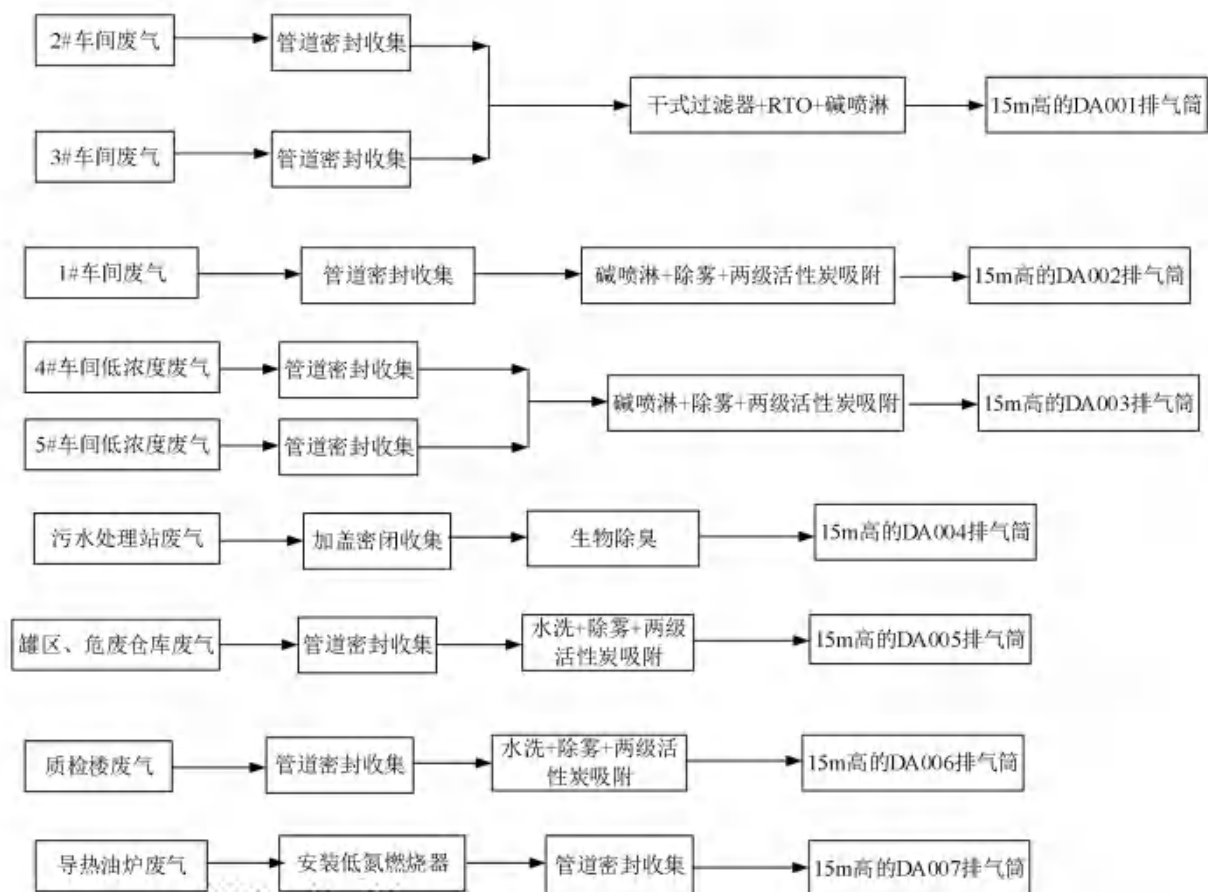 2#车间废气
管道密封收集
3#车间废气
管道密封收集
干式过滤器+RTO+碱喷淋
15m高的DA001排气筒
1#车间废气
管道密封收集
碱喷淋+除雾+两级活性炭吸附
15m高的DA002排气筒
4#车间低浓度废气
管道密封收集
5#车间低浓度废气
管道密封收集
碱喷淋+除雾+两级活性炭吸附
15m高的DA003排气筒
污水处理站废气
加盖密闭收集
生物除臭
15m高的DA004排气筒
罐区、危废仓库废气
管道密封收集
水洗+除雾+两级
活性炭吸附
15m高的DA005排气筒
质检楼废气
管道密封收集
水洗+除雾+两级活
性炭吸附
15m高的DA006排气筒
导热油炉废气
安装低氮燃烧器
管道密封收集
15m高的DA007排气筒